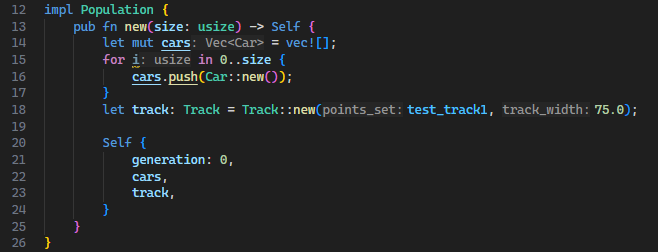 12 impl Population {
13     pub fn new(size: usize) -> Self {
14         let mut cars: Vec<Car> = vec![];
15         for i: usize in 0..size {
16             cars.push(Car::new());
17         }
18         let track: Track = Track::new(points_set: test_track1, track_width: 75.0);
19
20         Self {
21             generation: 0,
22             cars,
23             track,
24         }
25     }
26 }